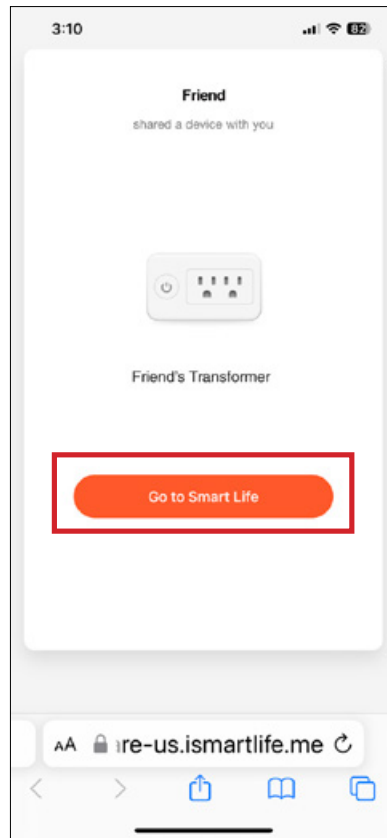 3:10
82
Friend
shared a device with you
Friend's Transformer
Go to Smart Life
AA re-us.ismartlife.me